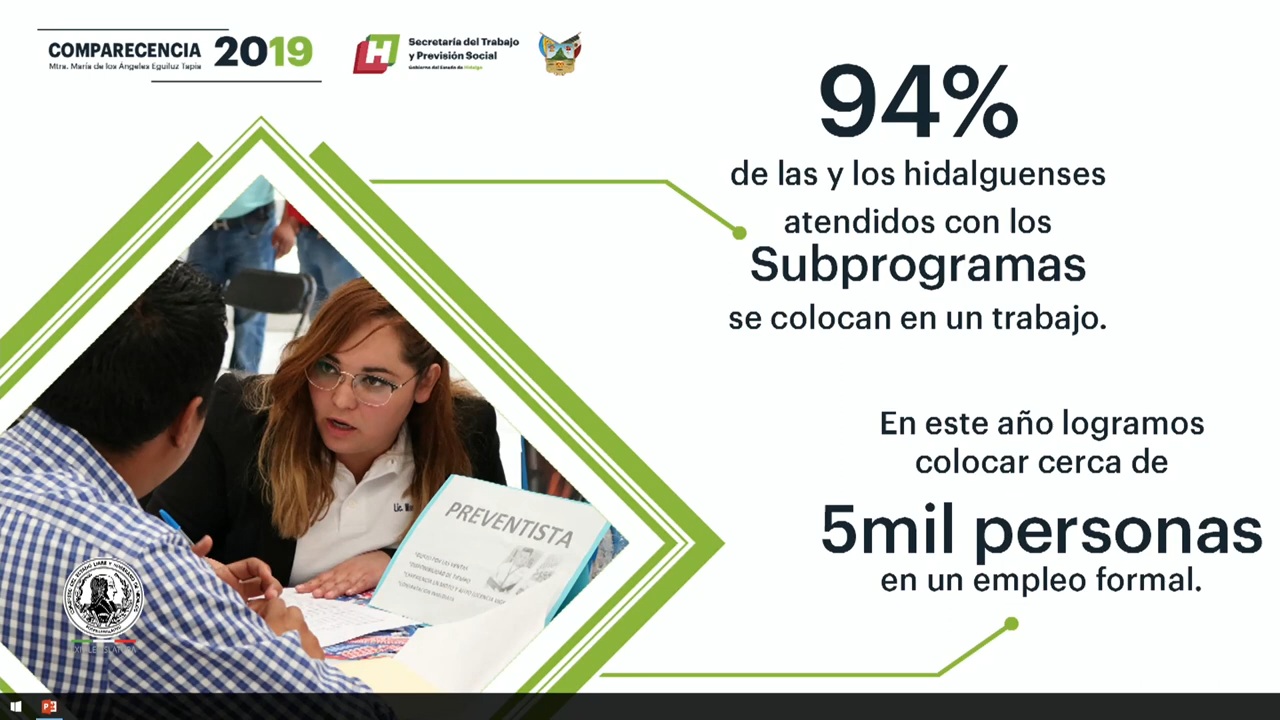 COMPARECENCIA 2019
Mtra. María de los Ángeles Eguiluz Tapia
H
Secretaría del Trabajo
y Previsión Social
Gobierno del Estado de Hidalgo
94%
de las y los hidalguenses
atendidos con los
Subprogramas
se colocan en un trabajo.
En este año logramos
colocar cerca de
5mil personas
en un empleo formal.
Lic.
PREVENTISTA